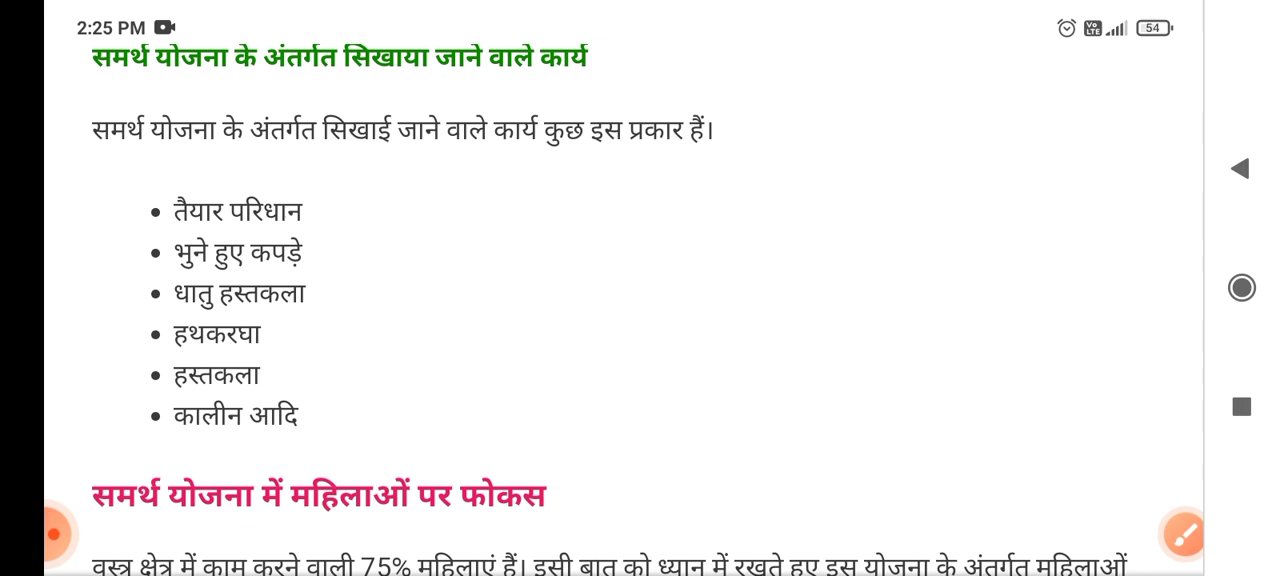 2:25 PM
Vo LTE
54
समर्थ योजना के अंतर्गत सिखाया जाने वाले कार्य
समर्थ योजना के अंतर्गत सिखाई जाने वाले कार्य कुछ इस प्रकार हैं।
तैयार परिधान
भुने हुए कपड़े
धातु हस्तकला
हथकरघा
हस्तकला
कालीन आदि
समर्थ योजना में महिलाओं पर फोकस
वस्त्र क्षेत्र में काम करने वाली 75% महिलाएं हैं। इसी बात को ध्यान में रखते हुए इस योजना के अंतर्गत महिलाओं